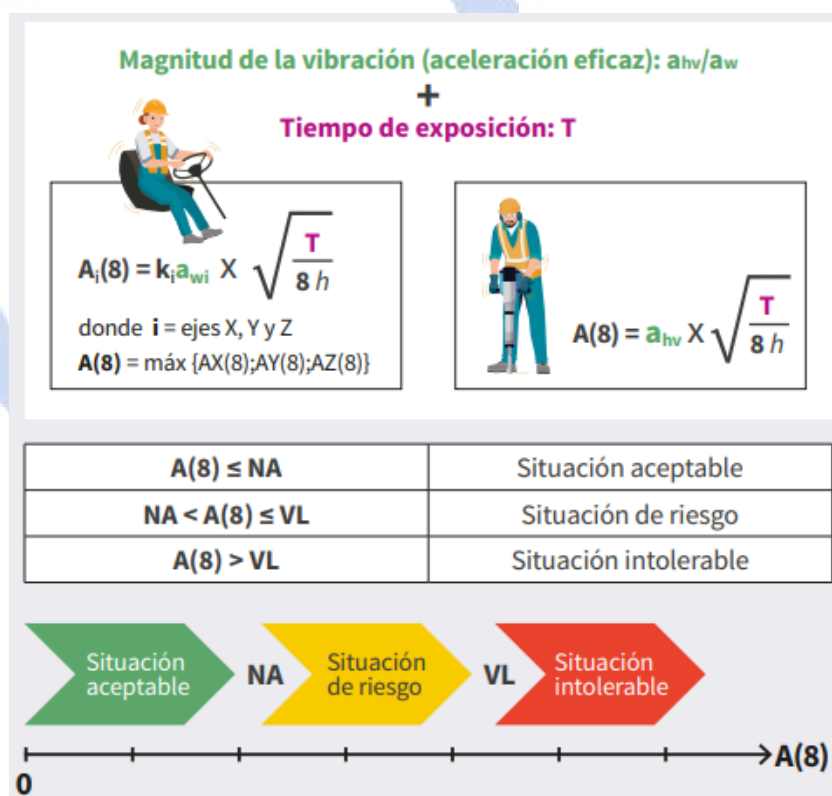 Magnitud de la vibración (aceleración eficaz): ahv/aw
+
Tiempo de exposición: T
Ai(8) = kiawi X √T/8 h
donde i = ejes X, Y y Z
A(8) = máx {AX(8);AY(8);AZ(8)}
A(8) = ahv X √T/8 h
A(8) ≤ NA Situación aceptable
NA < A(8) ≤ VL Situación de riesgo
A(8) > VL Situación intolerable
Situación aceptable NA Situación de riesgo VL Situación intolerable
A(8)
0